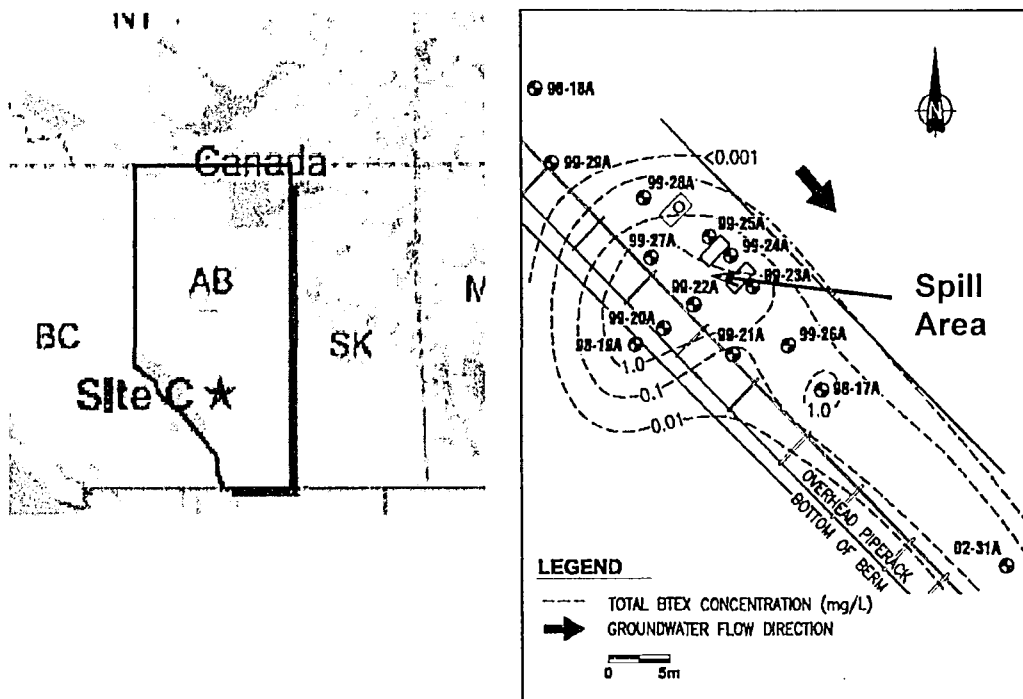 NT
Canada
AB
BC
SK
M
Site C
98-18A
99-29A
<0.001
99-28A
99-25A
99-24A
99-27A
99-23A
99-22A
Spill
Area
99-20A
99-21A
99-26A
98-19A
1.0
98-17A
0.1
1.0
0.01
OVERHEAD PIPERACK
BOTTOM OF BERM
02-31A
LEGEND
TOTAL BTEX CONCENTRATION (mg/L)
GROUNDWATER FLOW DIRECTION
0 5m